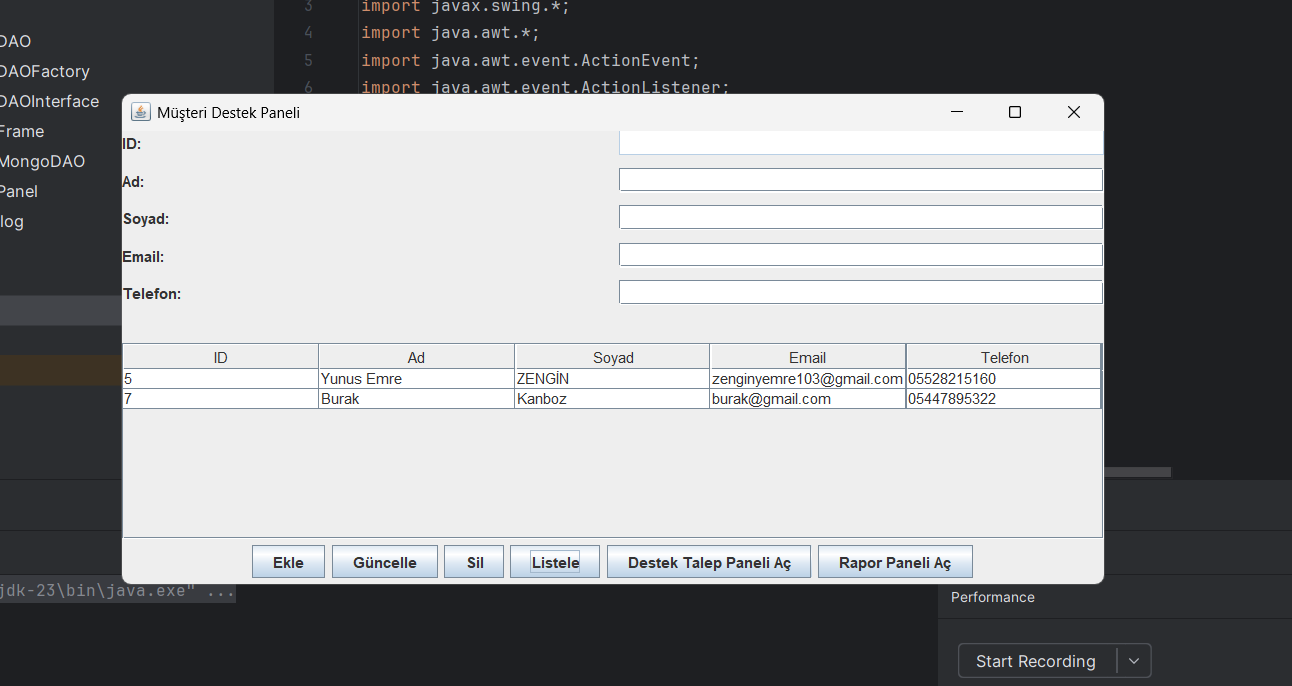 3 import javax.swing.*;
4 import java.awt.*;
5 import java.awt.event.ActionEvent;
6 import java.awt.event.ActionListener;
DAO
DAOFactory
DAOInterface
Frame
MongoDAO
Panel
log
Müşteri Destek Paneli
ID:
Ad:
Soyad:
Email:
Telefon:
ID Ad Soyad Email Telefon
5 Yunus Emre ZENGİN zenginyemre103@gmail.com 05528215160
7 Burak Kanboz burak@gmail.com 05447895322
Ekle Güncelle Sil Listele Destek Talep Paneli Aç Rapor Paneli Aç
jdk-23\bin\java.exe" ...
Performance
Start Recording